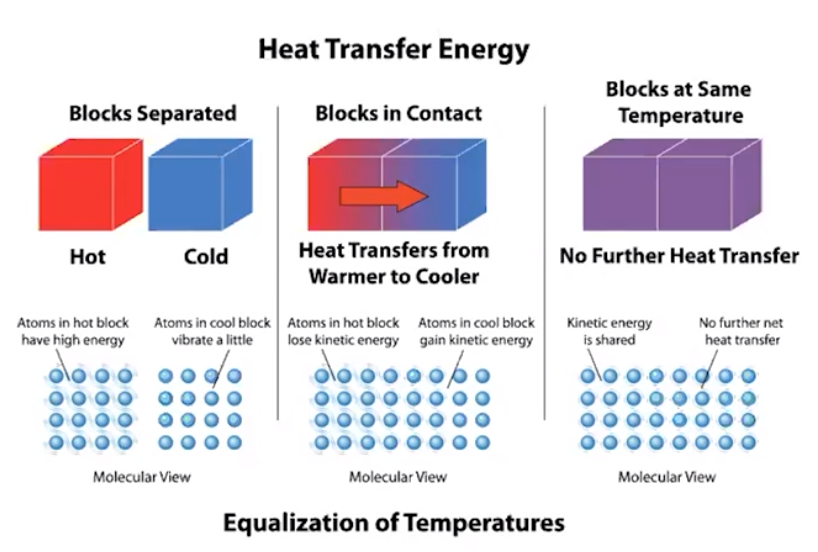 Heat Transfer Energy
Blocks Separated
Hot
Cold
Atoms in hot block
have high energy
Atoms in cool block
vibrate a little
Molecular View
Blocks in Contact
Heat Transfers from
Warmer to Cooler
Atoms in hot block
lose kinetic energy
Atoms in cool block
gain kinetic energy
Molecular View
Blocks at Same
Temperature
No Further Heat Transfer
Kinetic energy
is shared
No further net
heat transfer
Molecular View
Equalization of Temperatures